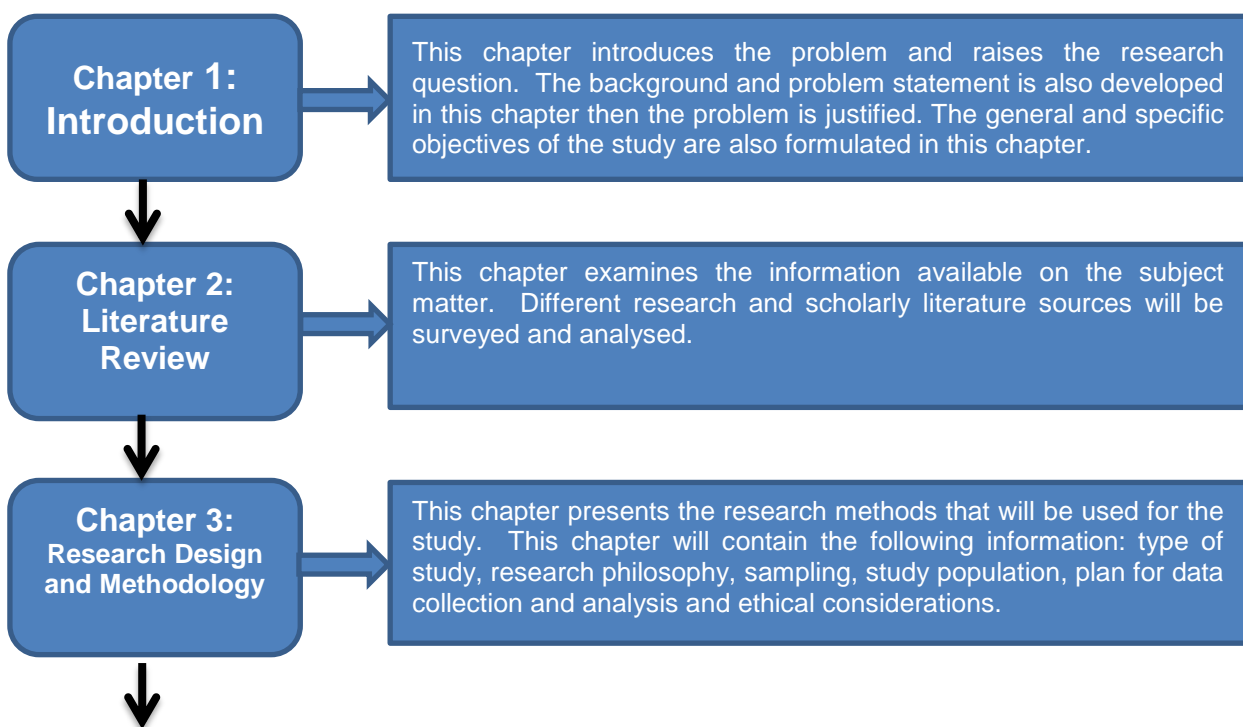 Chapter 1:
Introduction
This chapter introduces the problem and raises the research
question. The background and problem statement is also developed
in this chapter then the problem is justified. The general and specific
objectives of the study are also formulated in this chapter.
Chapter 2:
Literature
Review
This chapter examines the information available on the subject
matter. Different research and scholarly literature sources will be
surveyed and analysed.
Chapter 3:
Research Design
and Methodology
This chapter presents the research methods that will be used for the
study. This chapter will contain the following information: type of
study, research philosophy, sampling, study population, plan for data
collection and analysis and ethical considerations.